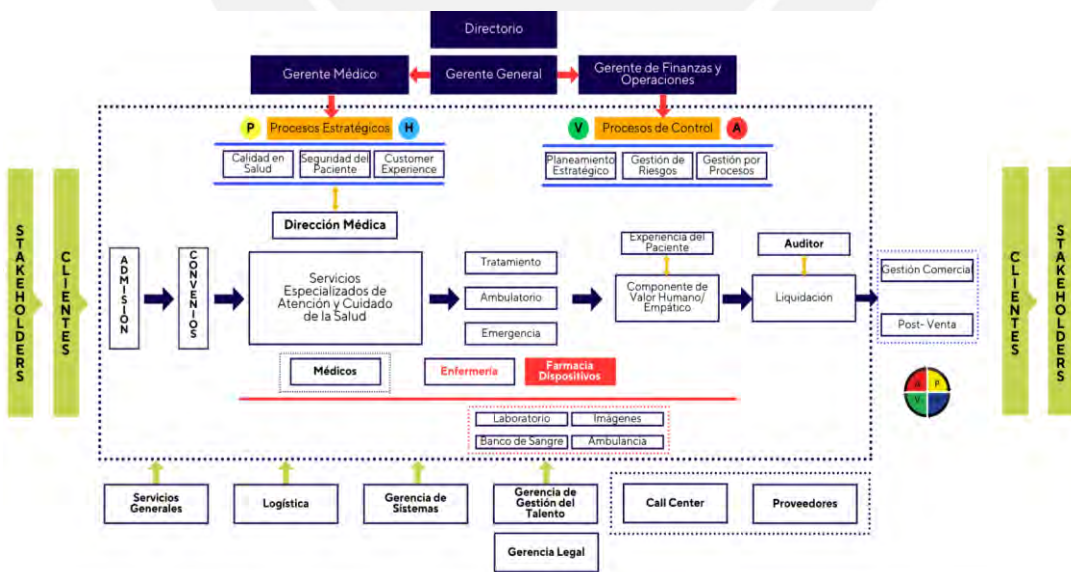 Directorio
Gerente Médico
Gerente General
Gerente de Finanzas y
Operaciones
P
Procesos Estratégicos
H
V
Procesos de Control
A
Calidad en
Salud
Seguridad del
Paciente
Customer
Experience
Planeamiento
Estratégico
Gestión de
Riesgos
Gestión por
Procesos
STAKEHOLDERS
CLIENTES
ADMISIÓN
CONVENIOS
Dirección Médica
Servicios
Especializados de
Atención y Cuidado
de la Salud
Tratamiento
Ambulatorio
Emergencia
Experiencia del
Paciente
Componente de
Valor Humano/
Empático
Auditor
Liquidación
Gestión Comercial
Post- Venta
CLIENTES
STAKEHOLDERS
Médicos
Enfermería
Farmacia
Dispositivos
P
V
Laboratorio
Imágenes
Banco de Sangre
Ambulancia
Servicios
Generales
Logística
Gerencia de
Sistemas
Gerencia de
Gestión del
Talento
Call Center
Proveedores
Gerencia Legal